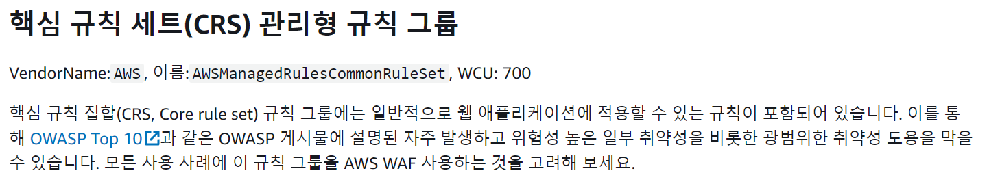 핵심 규칙 세트(CRS) 관리형 규칙 그룹
VendorName:AWS, 이름:AWSManagedRulesCommonRuleSet, WCU: 700
핵심 규칙 집합(CRS, Core rule set) 규칙 그룹에는 일반적으로 웹 애플리케이션에 적용할 수 있는 규칙이 포함되어 있습니다. 이를 통
해 OWASP Top 10과 같은 OWASP 게시물에 설명된 자주 발생하고 위험성 높은 일부 취약성을 비롯한 광범위한 취약성 도용을 막을
수 있습니다. 모든 사용 사례에 이 규칙 그룹을 AWS WAF 사용하는 것을 고려해 보세요.